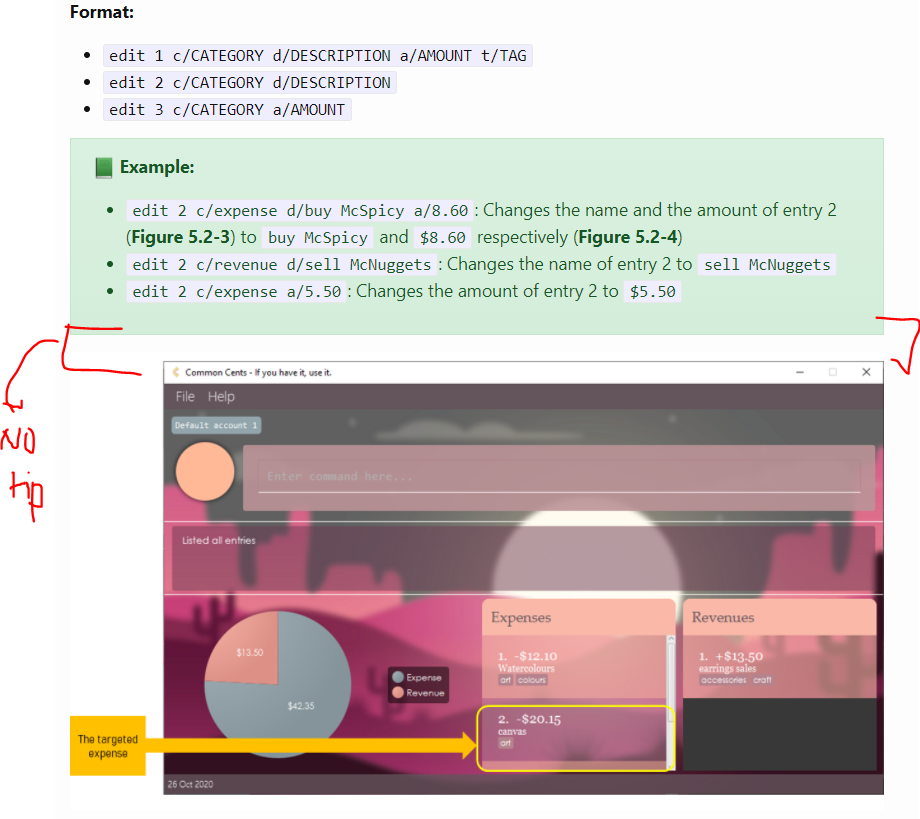 Format:
edit 1 c/CATEGORY d/DESCRIPTION a/AMOUNT t/TAG
edit 2 c/CATEGORY d/DESCRIPTION
edit 3 c/CATEGORY a/AMOUNT
Example:
edit 2 c/expense d/buy McSpicy a/8.60 : Changes the name and the amount of entry 2
(Figure 5.2-3) to buy McSpicy and $8.60 respectively (Figure 5.2-4)
edit 2 c/revenue d/sell McNuggets : Changes the name of entry 2 to sell McNuggets
edit 2 c/expense a/5.50 : Changes the amount of entry 2 to $5.50
NO
tip
Common Cents - If you have it, use it.
File Help
Default account 1
Enter command here...
Listed all entries
$13.50
$42.35
Expense
Revenue
Expenses
1. -$12.10
Watercolours
art colours
2. -$20.15
canvas
art
Revenues
1. +$13.50
earrings sales
accessories craft
The targeted
expense
26 Oct 2020